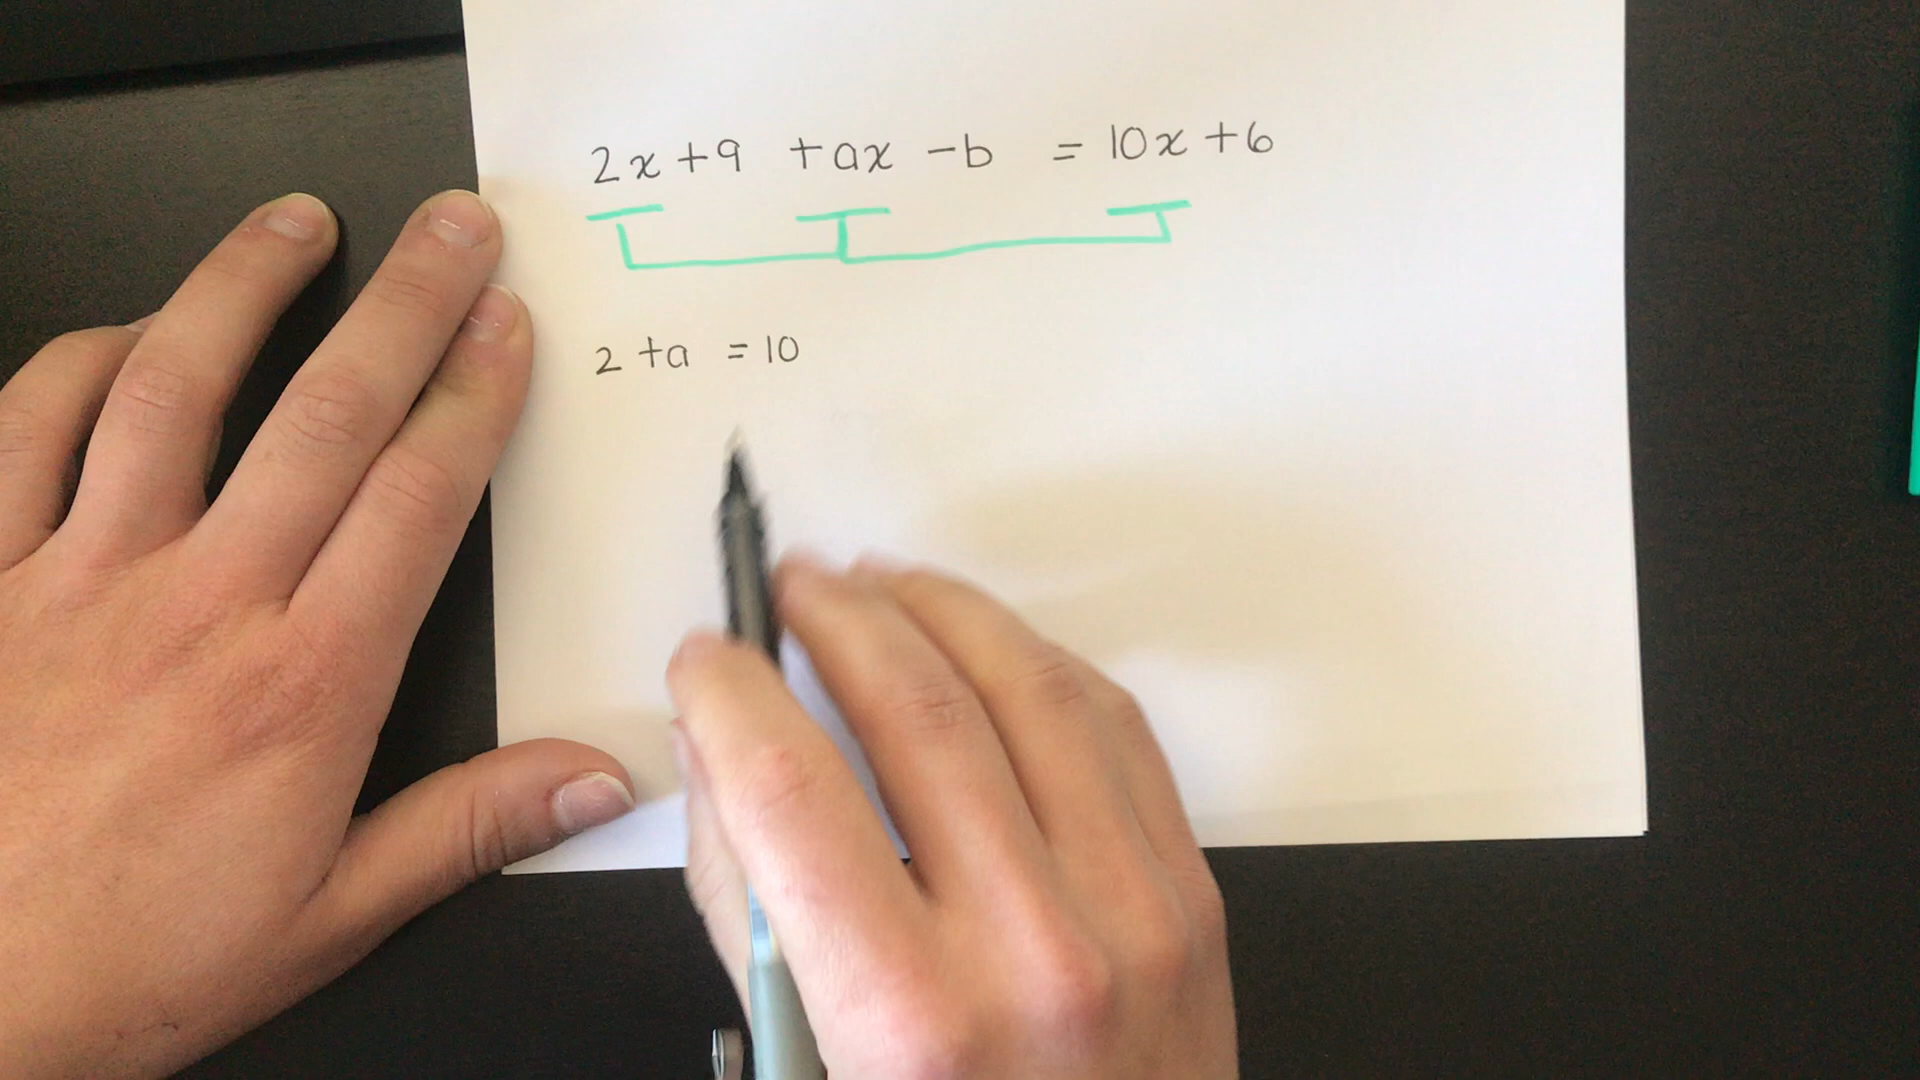 2x+9 +ax -b = 10x+6
2 +a = 10